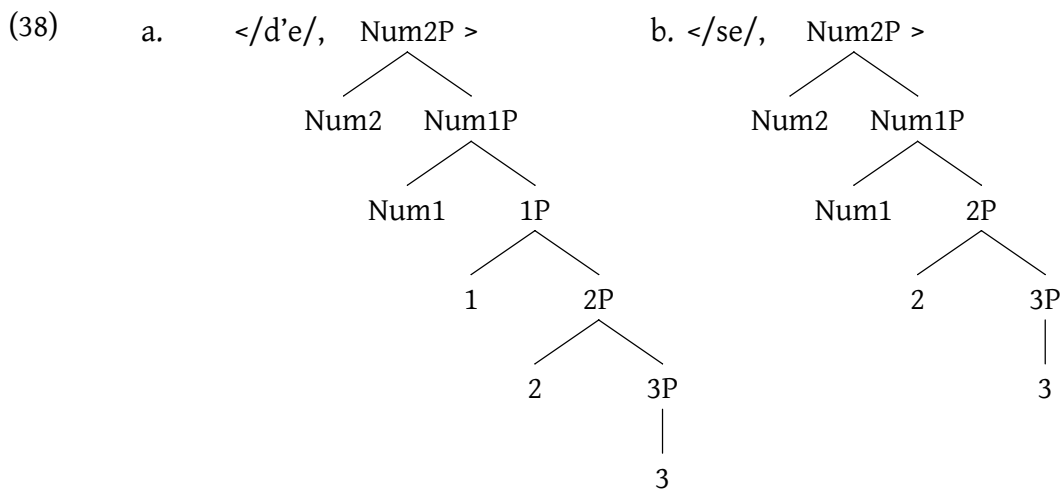 (38) a. </d'e/, Num2P > b. </se/, Num2P >
Num2 Num1P Num2 Num1P
Num1 1P Num1 2P
1 2P 2 3P
2 3P 3
3